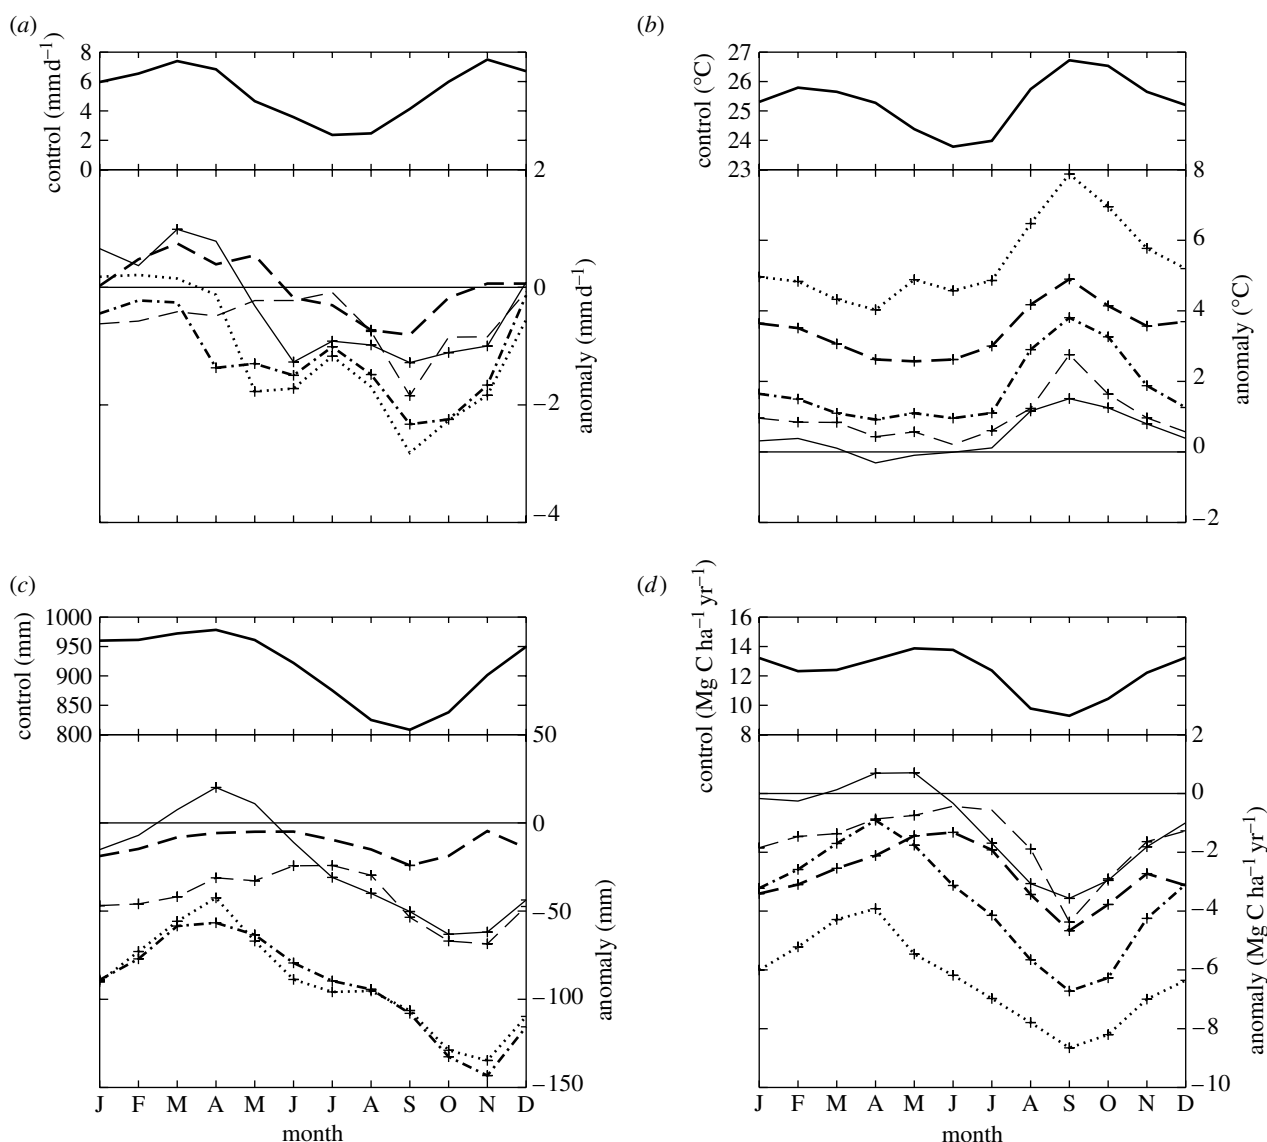 (a)
control (mm d⁻¹)
8
6
4
2
0
2
0
−2
−4
anomaly (mm d⁻¹)
(b)
control (°C)
27
26
25
24
23
8
6
4
2
0
−2
anomaly (°C)
(c)
control (mm)
1000
950
900
850
800
50
0
−50
−100
−150
anomaly (mm)
J F M A M J J A S O N D
month
(d)
control (Mg C ha⁻¹ yr⁻¹)
16
14
12
10
8
2
0
−2
−4
−6
−8
−10
anomaly (Mg C ha⁻¹ yr⁻¹)
J F M A M J J A S O N D
month